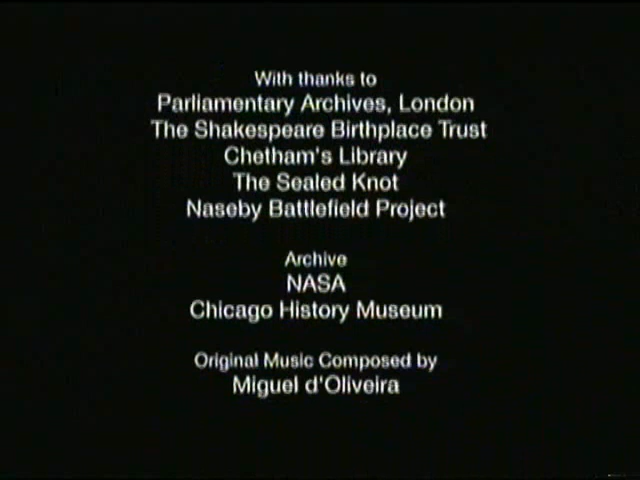 With thanks to
Parliamentary Archives, London
The Shakespeare Birthplace Trust
Chetham's Library
The Sealed Knot
Naseby Battlefield Project
Archive
NASA
Chicago History Museum
Original Music Composed by
Miguel d'Oliveira